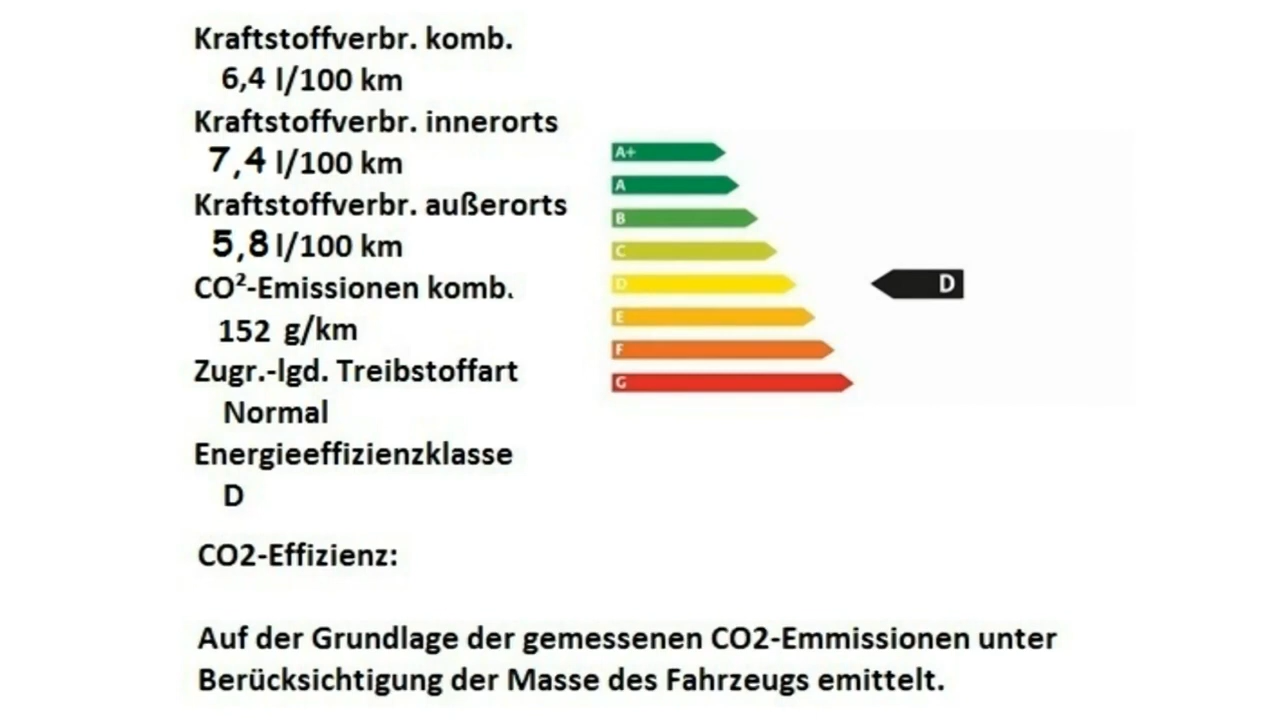 Kraftstoffverbr. komb.
6,4 l/100 km
Kraftstoffverbr. innerorts
7,4 l/100 km
Kraftstoffverbr. außerorts
5,8 l/100 km
CO²-Emissionen komb.
152 g/km
Zugr.-lgd. Treibstoffart
Normal
Energieeffizienzklasse
D
A+
A
B
C
D
D
E
F
G
CO2-Effizienz:
Auf der Grundlage der gemessenen CO2-Emmissionen unter
Berücksichtigung der Masse des Fahrzeugs emittelt.